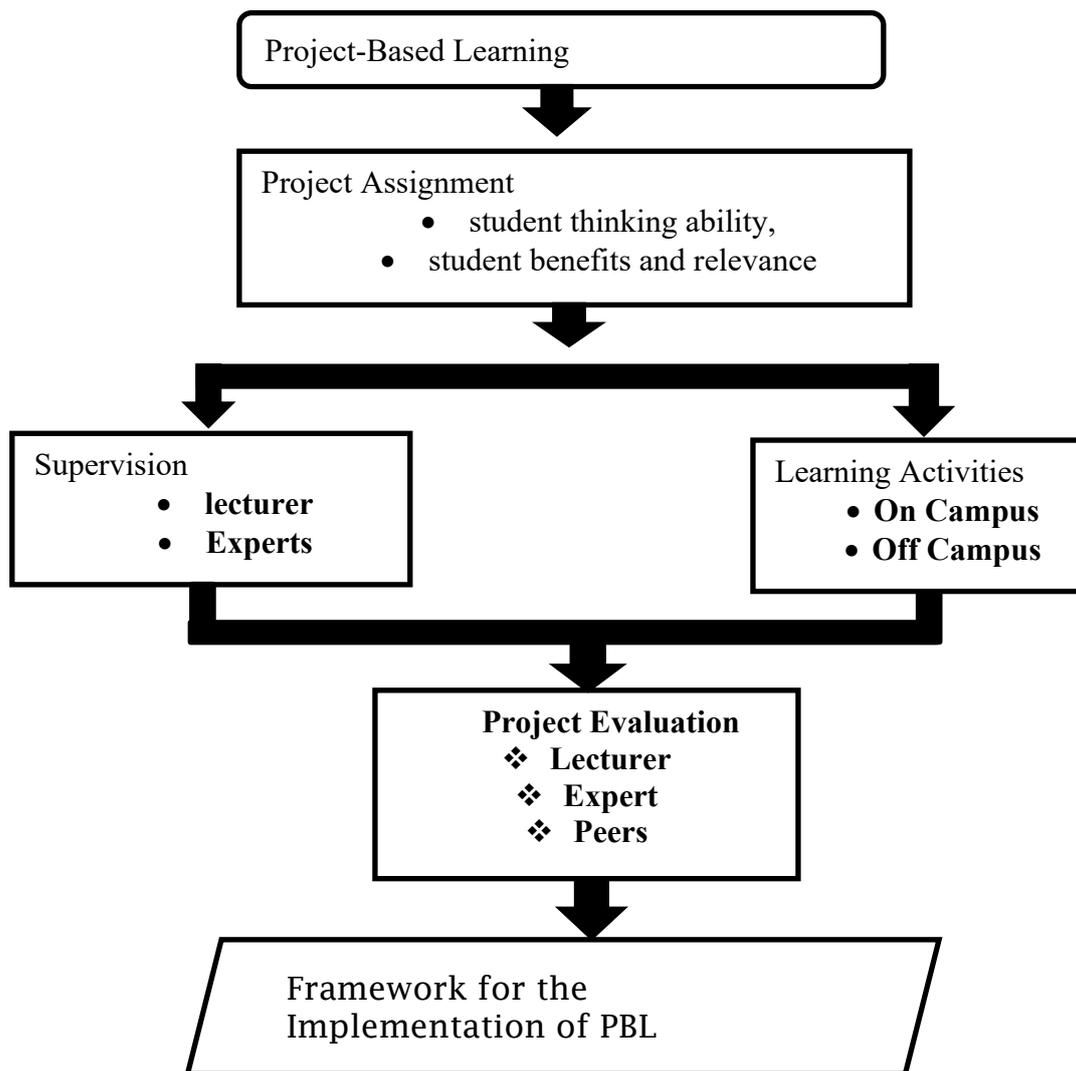 Project-Based Learning
Project Assignment
• student thinking ability,
• student benefits and relevance
Supervision
• lecturer
• Experts
Learning Activities
• On Campus
• Off Campus
Project Evaluation
❖ Lecturer
❖ Expert
❖ Peers
Framework for the
Implementation of PBL